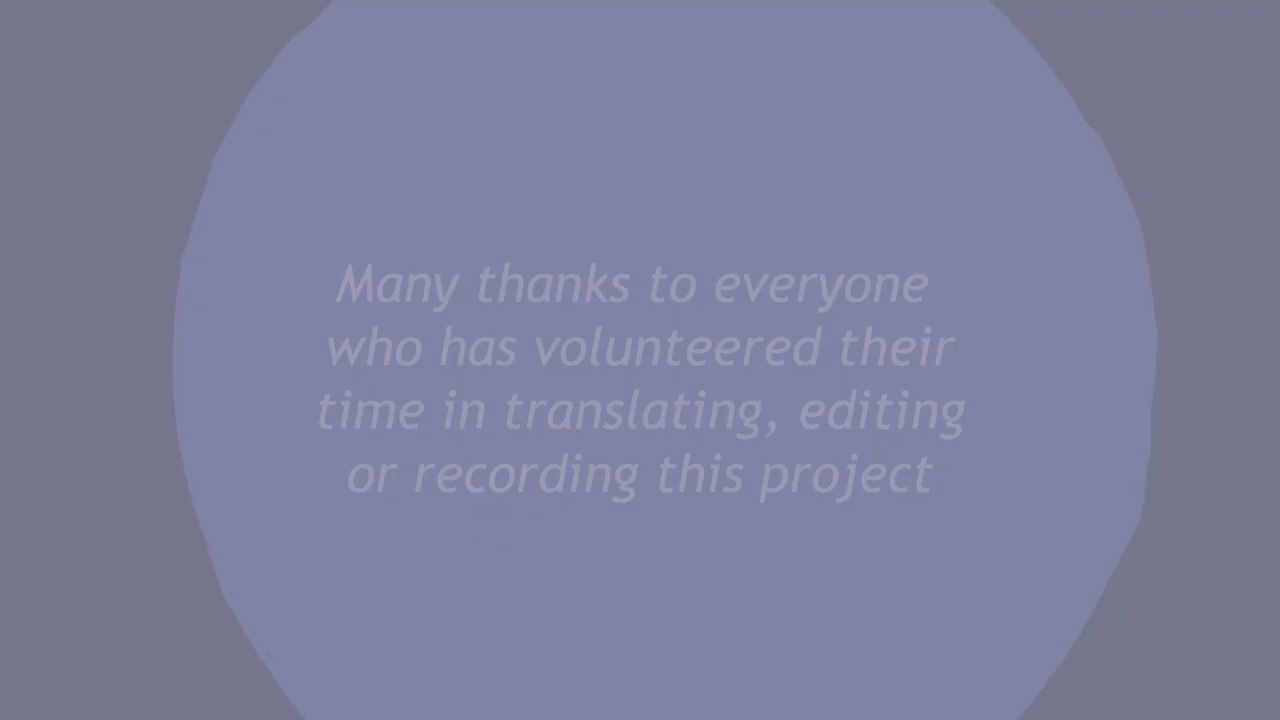 Many thanks to everyone
who has volunteered their
time in translating, editing
or recording this project